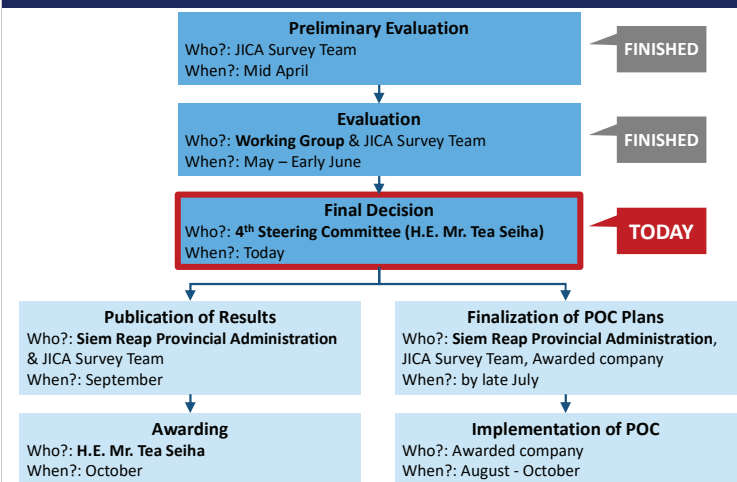 Preliminary Evaluation
Who?: JICA Survey Team
When?: Mid April
FINISHED
Evaluation
Who?: Working Group & JICA Survey Team
When?: May – Early June
FINISHED
Final Decision
Who?: 4th Steering Committee (H.E. Mr. Tea Seiha)
When?: Today
TODAY
Publication of Results
Who?: Siem Reap Provincial Administration
& JICA Survey Team
When?: September
Finalization of POC Plans
Who?: Siem Reap Provincial Administration,
JICA Survey Team, Awarded company
When?: by late July
Awarding
Who?: H.E. Mr. Tea Seiha
When?: October
Implementation of POC
Who?: Awarded company
When?: August - October